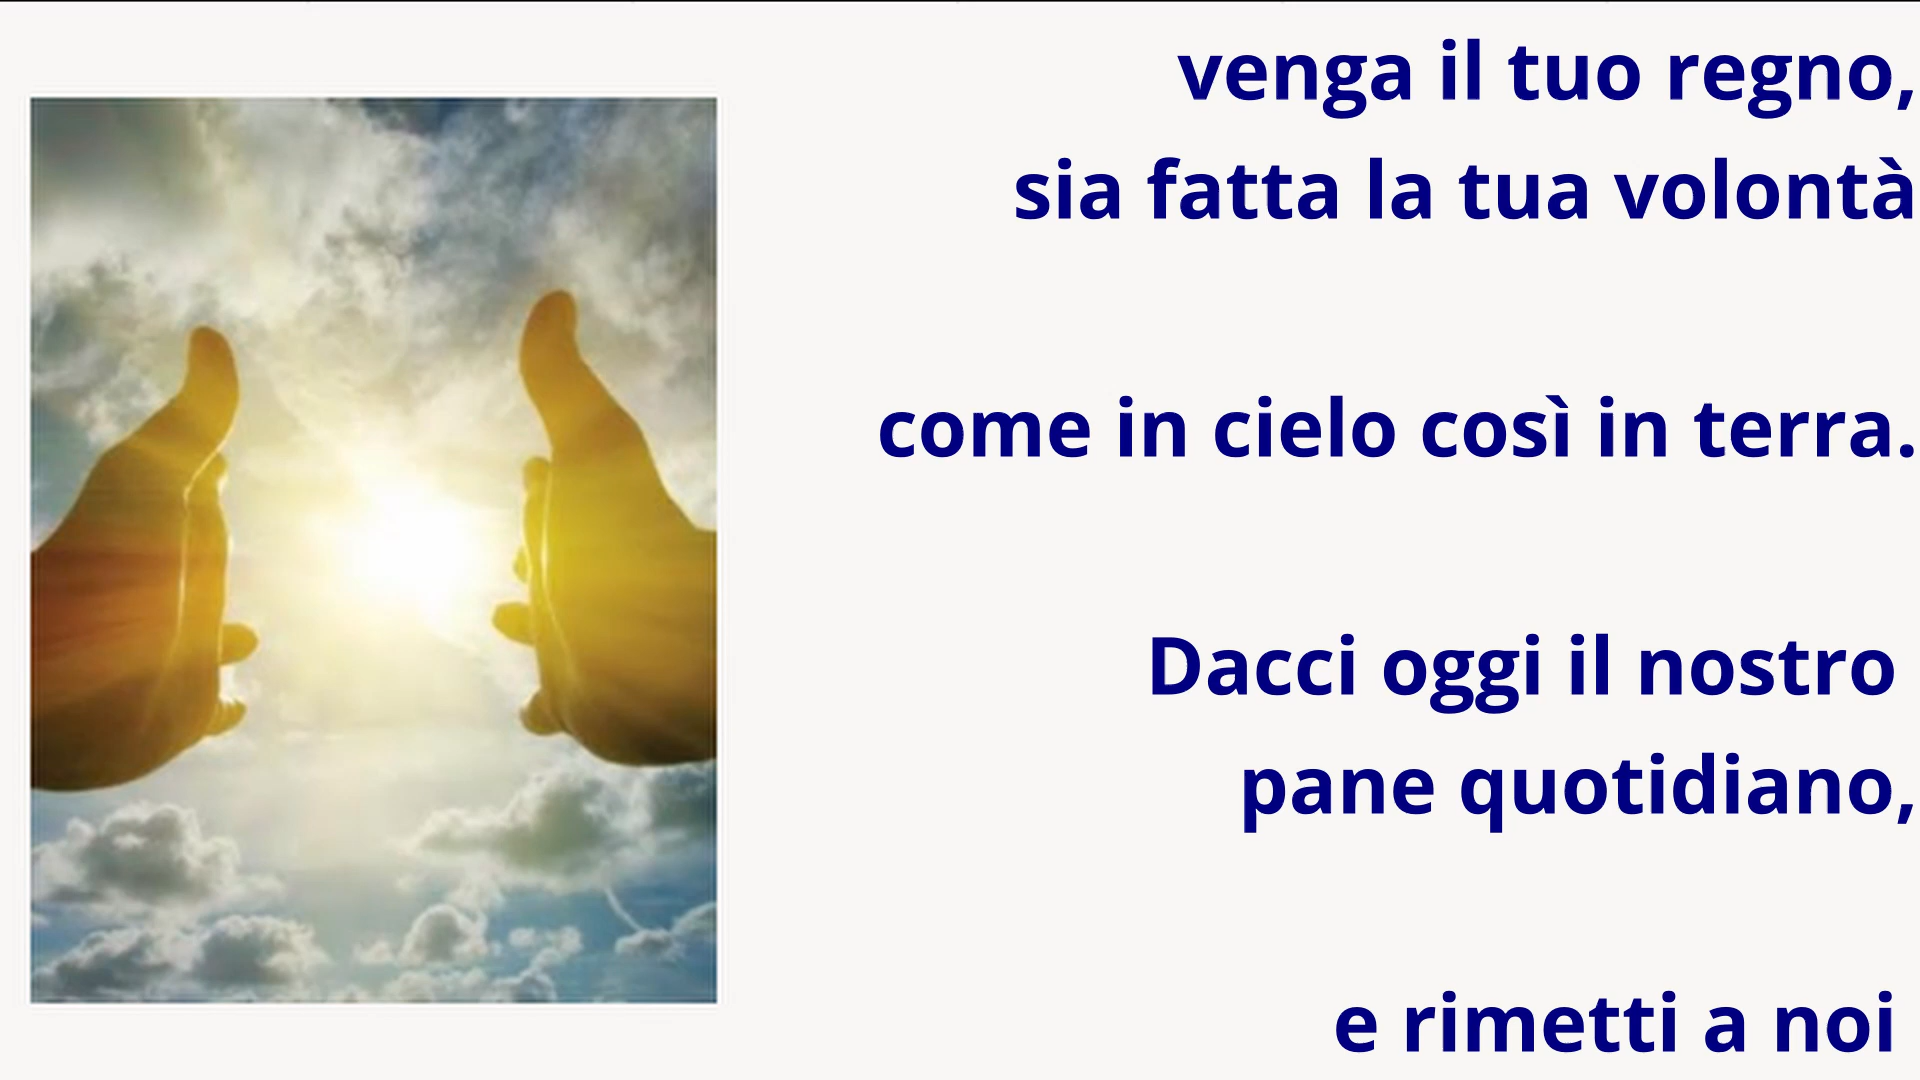 venga il tuo regno,
sia fatta la tua volontà
come in cielo così in terra.
Dacci oggi il nostro
pane quotidiano,
e rimetti a noi